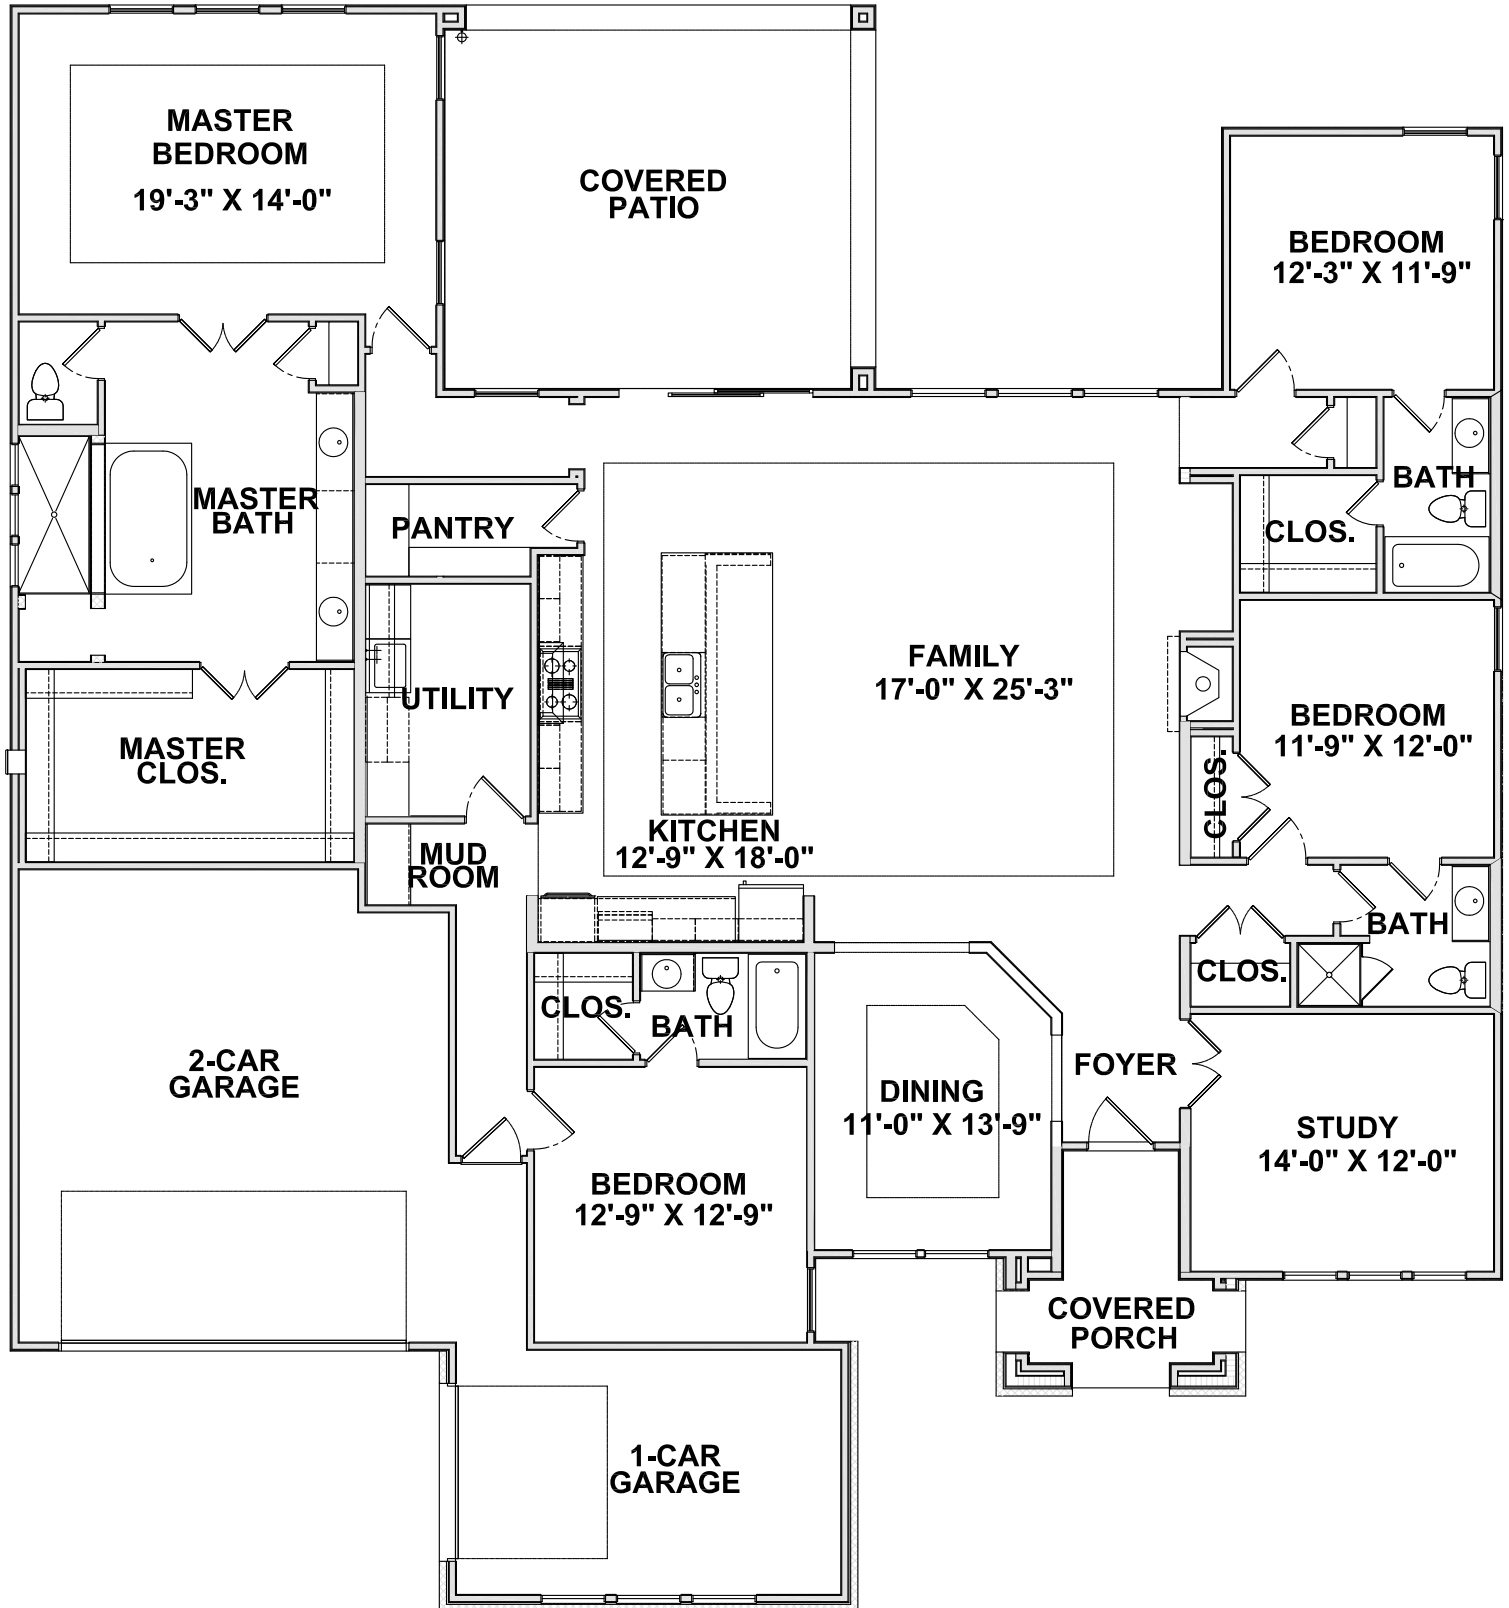 MASTER
BEDROOM
19'-3" X 14'-0"
COVERED
PATIO
BEDROOM
12'-3" X 11'-9"
MASTER
BATH
PANTRY
CLOS.
BATH
UTILITY
FAMILY
17'-0" X 25'-3"
BEDROOM
11'-9" X 12'-0"
MASTER
CLOS.
CLOS.
KITCHEN
12'-9" X 18'-0"
MUD
ROOM
BATH
CLOS.
CLOS.
BATH
2-CAR
GARAGE
FOYER
DINING
11'-0" X 13'-9"
STUDY
14'-0" X 12'-0"
BEDROOM
12'-9" X 12'-9"
COVERED
PORCH
1-CAR
GARAGE